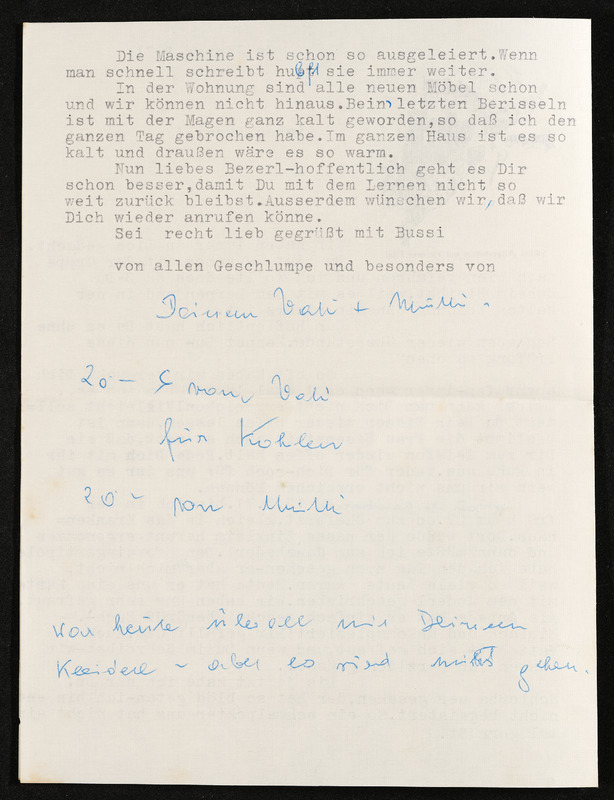 Die Maschine ist schon so ausgeleiert.Wenn
man schnell schreibt hupft sie immer weiter.
In der Wohnung sind alle neuen Möbel schon
und wir können nicht hinaus.Bein letzten Berisseln
ist mit der Magen ganz kalt geworden,so daß ich den
ganzen Tag gebrochen habe.Im ganzen Haus ist es so
kalt und draußen wäre es so warm.
Nun liebes Bezerl-hoffentlich geht es Dir
schon besser,damit Du mit dem Lernen nicht so
weit zurück bleibst.Ausserdem wünschen wir, daß wir
Dich wieder anrufen könne.
Sei recht lieb gegrüßt mit Bussi
von allen Geschlumpe und besonders von
Deinem Vati + Mutti.
20 - S vom Vati
für Kohlen
20 - von Mutti
war heute überall mit Deinem
Kleiderl - aber es wird nichts gehen.